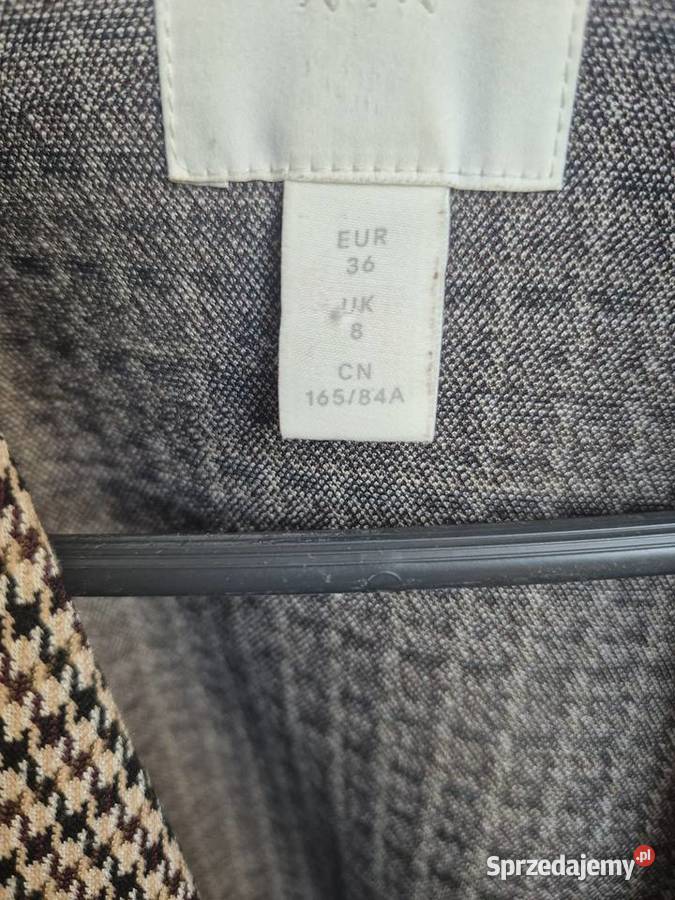 EUR
36
UK
8
CN
165/84A
Sprzedajemy.pl